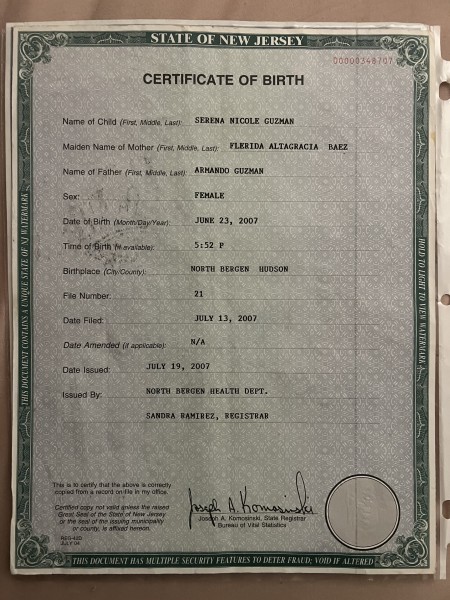 STATE OF NEW JERSEY
00000348707
CERTIFICATE OF BIRTH
Name of Child (First, Middle, Last): SERENA NICOLE GUZMAN
Maiden Name of Mother (First, Middle, Last): FLERIDA ALTAGRACIA BAEZ
Name of Father (First, Middle, Last): ARMANDO GUZMAN
Sex: FEMALE
Date of Birth (Month/Day/Year): JUNE 23, 2007
Time of Birth (if available): 5:52 P
Birthplace (City/County): NORTH BERGEN HUDSON
File Number: 21
Date Filed: JULY 13, 2007
Date Amended (if applicable): N/A
Date Issued: JULY 19, 2007
Issued By: NORTH BERGEN HEALTH DEPT.
SANDRA RAMIREZ, REGISTRAR
This is to certify that the above is correctly
copied from a record on file in my office.
Certified copy not valid unless the raised
Great Seal of the State of New Jersey
or the seal of the issuing municipality
or county, is affixed hereon.
REG-42D
JULY 04
Joseph A. Komosinski
Joseph A. Komosinski, State Registrar
Bureau of Vital Statistics
THIS DOCUMENT CONTAINS A UNIQUE STATE OF NJ WATERMARK
HOLD TO LIGHT TO VIEW WATERMARK
THIS DOCUMENT HAS MULTIPLE SECURITY FEATURES TO DETER FRAUD; VOID IF ALTERED